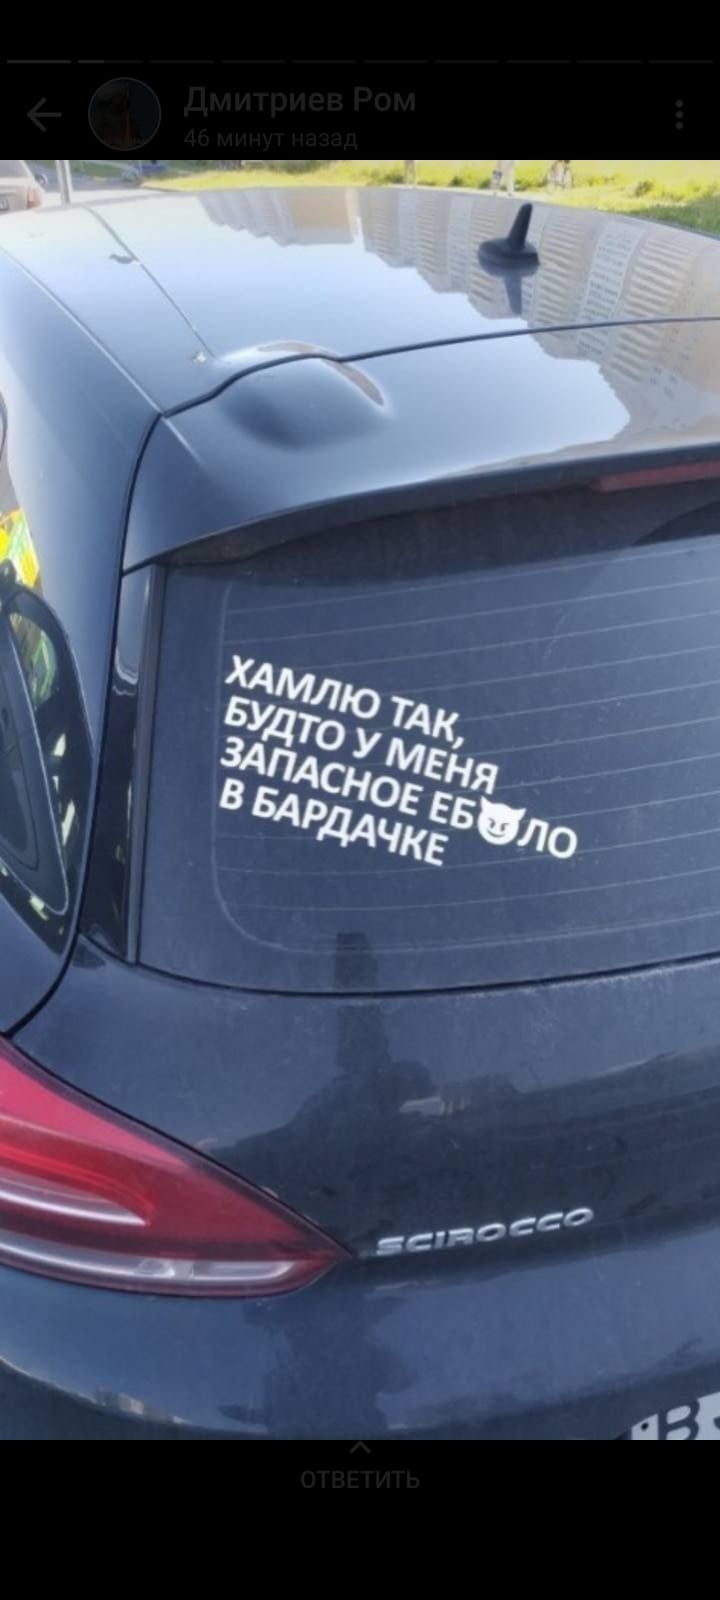 Дмитриев Ром
46 минут назад
ХАМЛЮ ТАК,
БУДТО У МЕНЯ
ЗАПАСНОЕ ЕБ😈ЛО
В БАРДАЧКЕ
SCIROCCO
В
ОТВЕТИТЬ